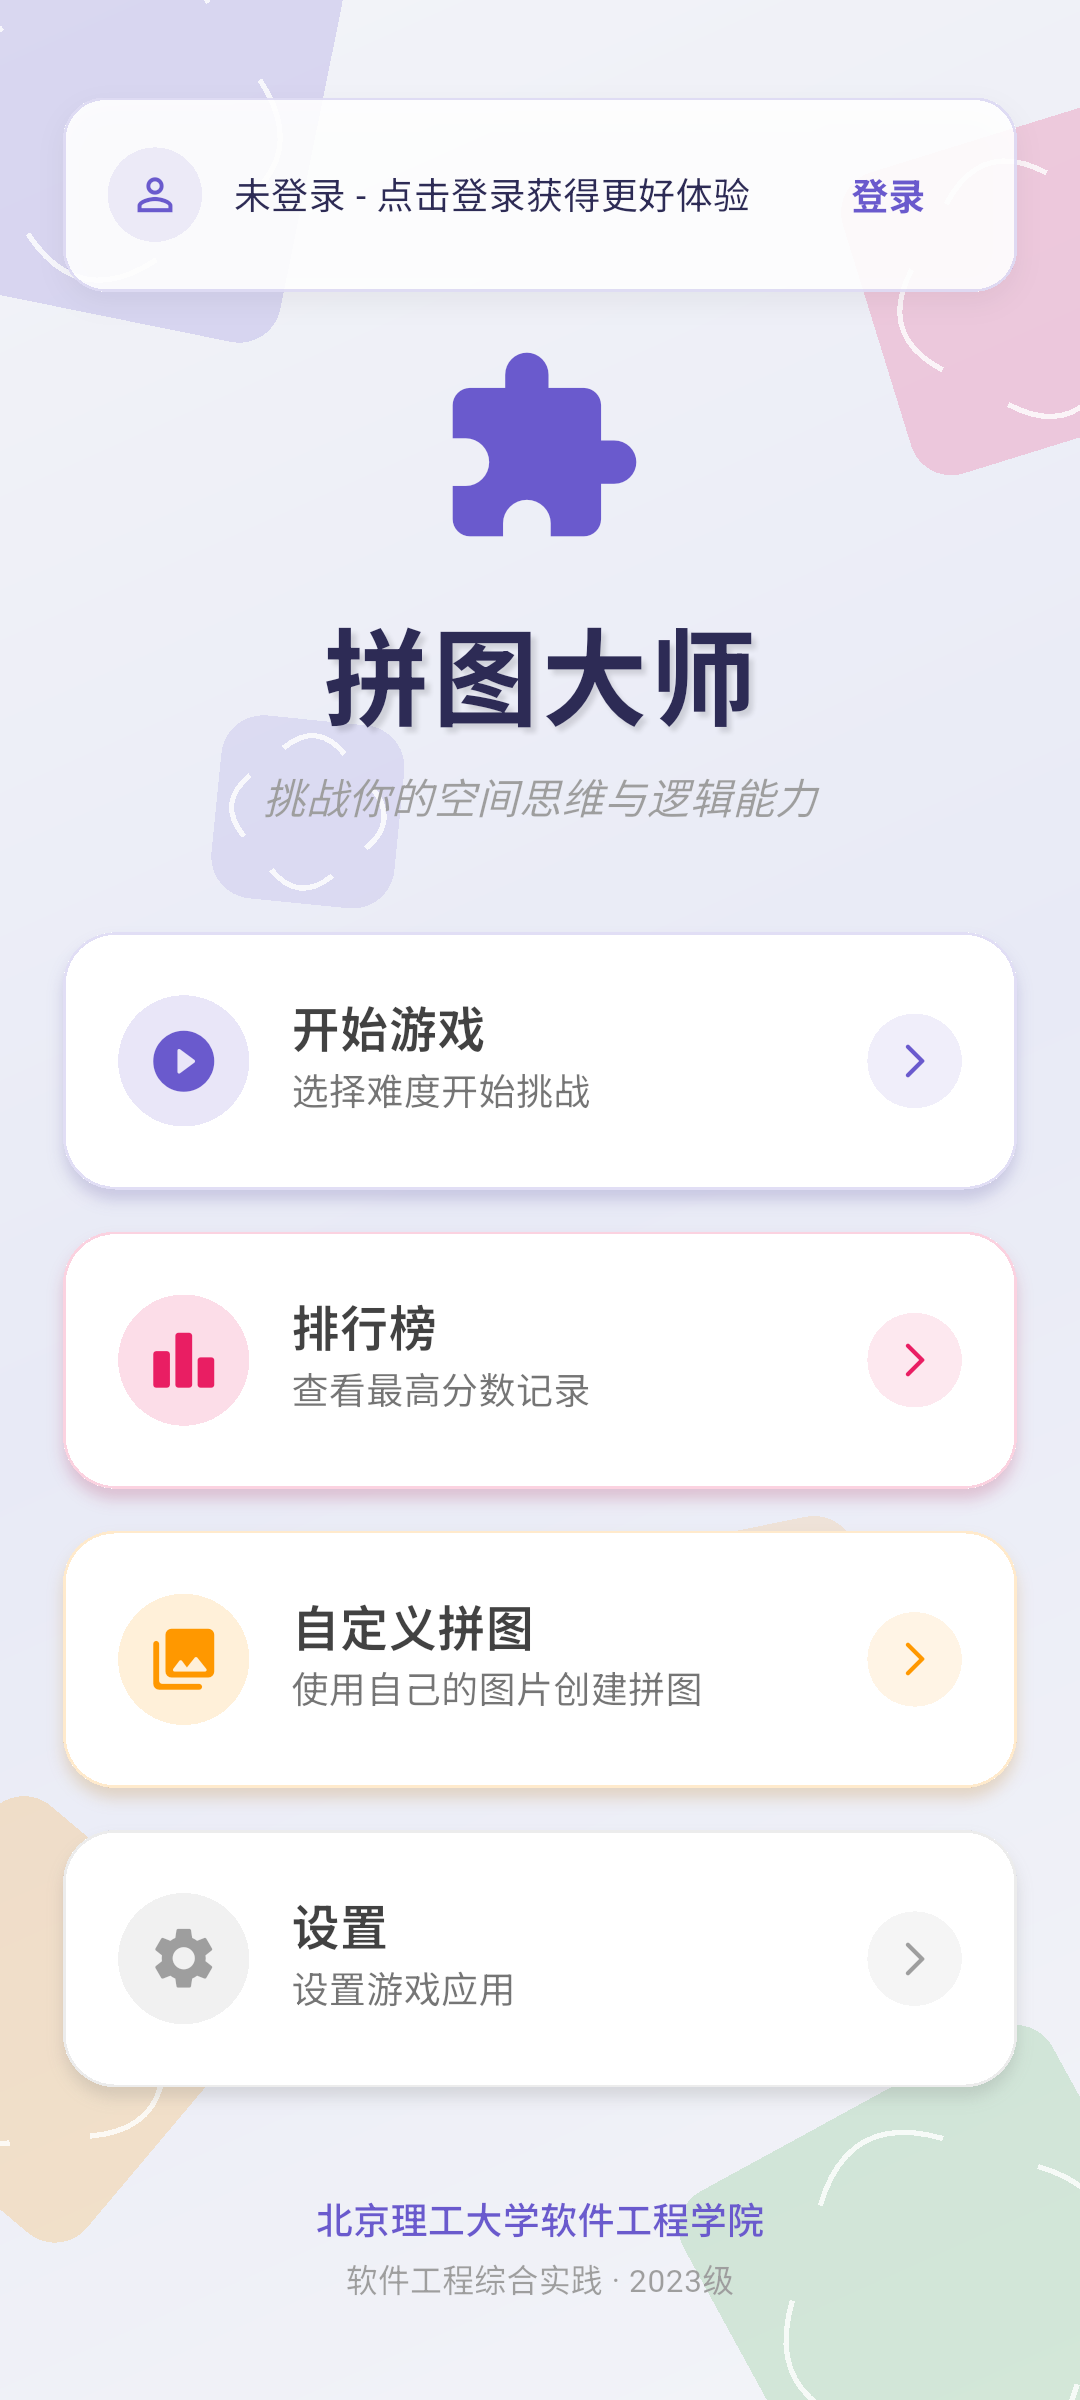 未登录 - 点击登录获得更好体验
登录
拼图大师
挑战你的空间思维与逻辑能力
开始游戏
选择难度开始挑战
排行榜
查看最高分数记录
自定义拼图
使用自己的图片创建拼图
设置
设置游戏应用
北京理工大学软件工程学院
软件工程综合实践 · 2023级